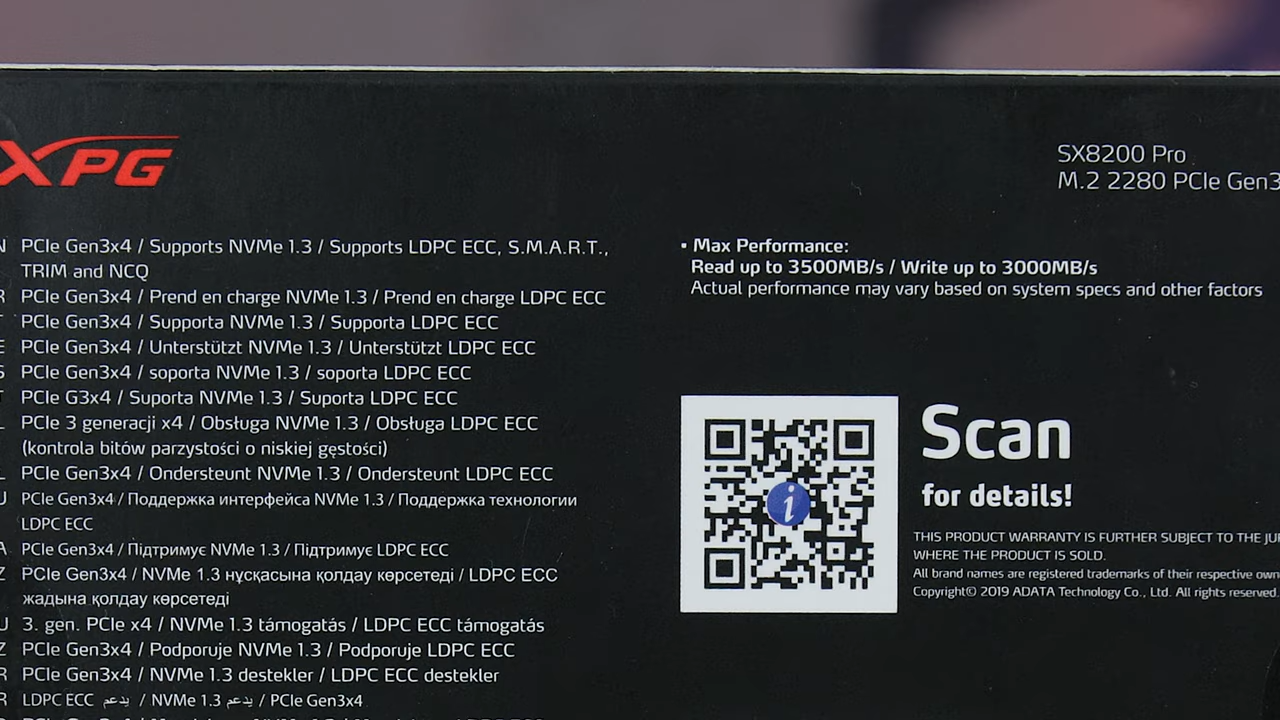 XPG
SX8200 Pro
M.2 2280 PCIe Gen3
N PCIe Gen3x4 / Supports NVMe 1.3 / Supports LDPC ECC, S.M.A.R.T.,
TRIM and NCQ
R PCIe Gen3x4 / Prend en charge NVMe 1.3 / Prend en charge LDPC ECC
T PCIe Gen3x4 / Supporta NVMe 1.3 / Supporta LDPC ECC
E PCIe Gen3x4 / Unterstützt NVMe 1.3 / Unterstützt LDPC ECC
S PCIe Gen3x4 / soporta NVMe 1.3 / soporta LDPC ECC
T PCIe G3x4 / Suporta NVMe 1.3 / Suporta LDPC ECC
L PCIe 3 generacji x4 / Obsługa NVMe 1.3 / Obsługa LDPC ECC
(kontrola bitów parzystości o niskiej gęstości)
L PCIe Gen3x4 / Ondersteunt NVMe 1.3 / Ondersteunt LDPC ECC
U PCIe Gen3x4 / Поддержка интерфейса NVMe 1.3 / Поддержка технологии
LDPC ECC
A PCIe Gen3x4 / Підтримує NVMe 1.3 / Підтримує LDPC ECC
Z PCIe Gen3x4 / NVMe 1.3 нұсқасына қолдау көрсетеді / LDPC ECC
жадына қолдау көрсетеді
U 3. gen. PCIe x4 / NVMe 1.3 támogatás / LDPC ECC támogatás
Z PCIe Gen3x4 / Podporuje NVMe 1.3 / Podporuje LDPC ECC
R PCIe Gen3x4 / NVMe 1.3 destekler / LDPC ECC destekler
R LDPC ECC يدعم / NVMe 1.3 يدعم / PCIe Gen3x4
• Max Performance:
Read up to 3500MB/s / Write up to 3000MB/s
Actual performance may vary based on system specs and other factors
Scan
for details!
i
THIS PRODUCT WARRANTY IS FURTHER SUBJECT TO THE
WHERE THE PRODUCT IS SOLD.
All brand names are registered trademarks of their respective own
Copyright© 2019 ADATA Technology Co., Ltd. All rights reserved.